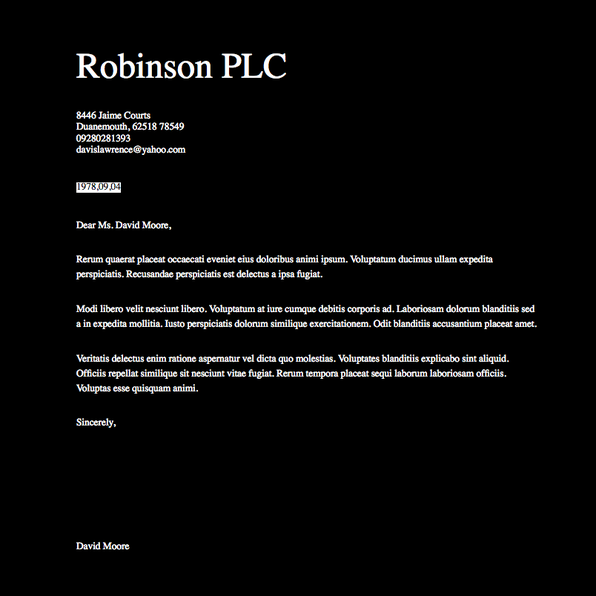 Robinson PLC
8446 Jaime Courts
Duanemouth, 62518 78549
09280281393
davislawrence@yahoo.com
1978,09,04
Dear Ms. David Moore,
Rerum quaerat placeat occaecati eveniet eius doloribus animi ipsum. Voluptatum ducimus ullam expedita
perspiciatis. Recusandae perspiciatis est delectus a ipsa fugiat.
Modi libero velit nesciunt libero. Voluptatum at iure cumque debitis corporis ad. Laboriosam dolorum blanditiis sed
a in expedita mollitia. Iusto perspiciatis dolorum similique exercitationem. Odit blanditiis accusantium placeat amet.
Veritatis delectus enim ratione aspernatur vel dicta quo molestias. Voluptates blanditiis explicabo sint aliquid.
Officiis repellat similique sit nesciunt vitae fugiat. Rerum tempora placeat sequi laborum laboriosam officiis.
Voluptas esse quisquam animi.
Sincerely,
David Moore